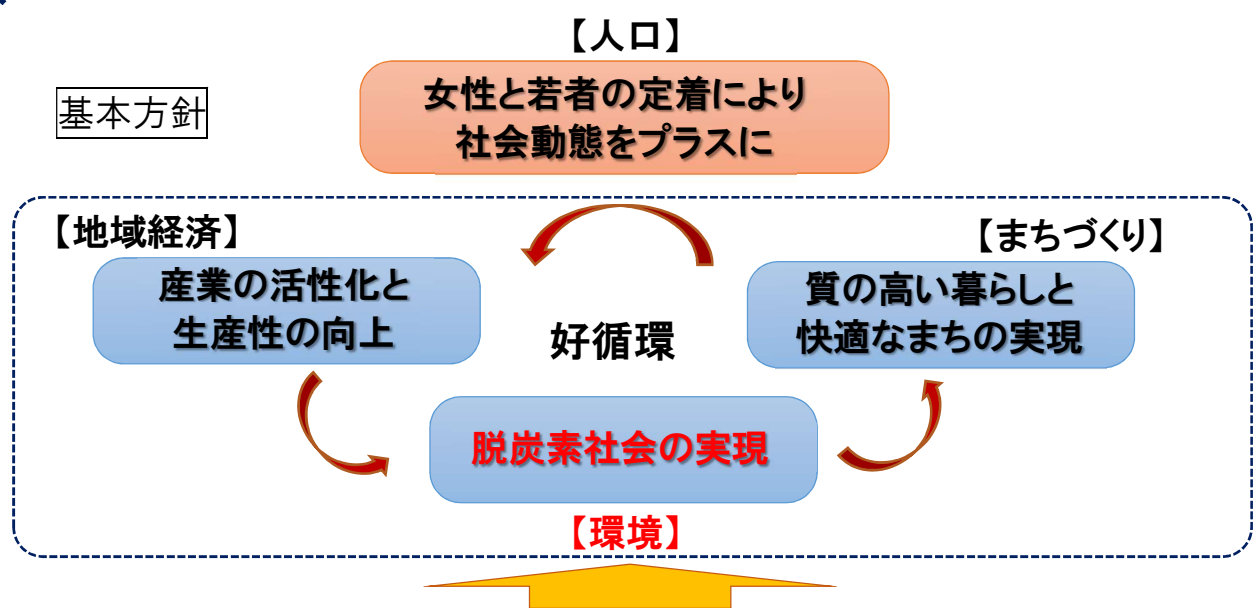 【人口】
基本方針
女性と若者の定着により
社会動態をプラスに
【地域経済】
【まちづくり】
産業の活性化と
生産性の向上
質の高い暮らしと
快適なまちの実現
好循環
脱炭素社会の実現
【環境】